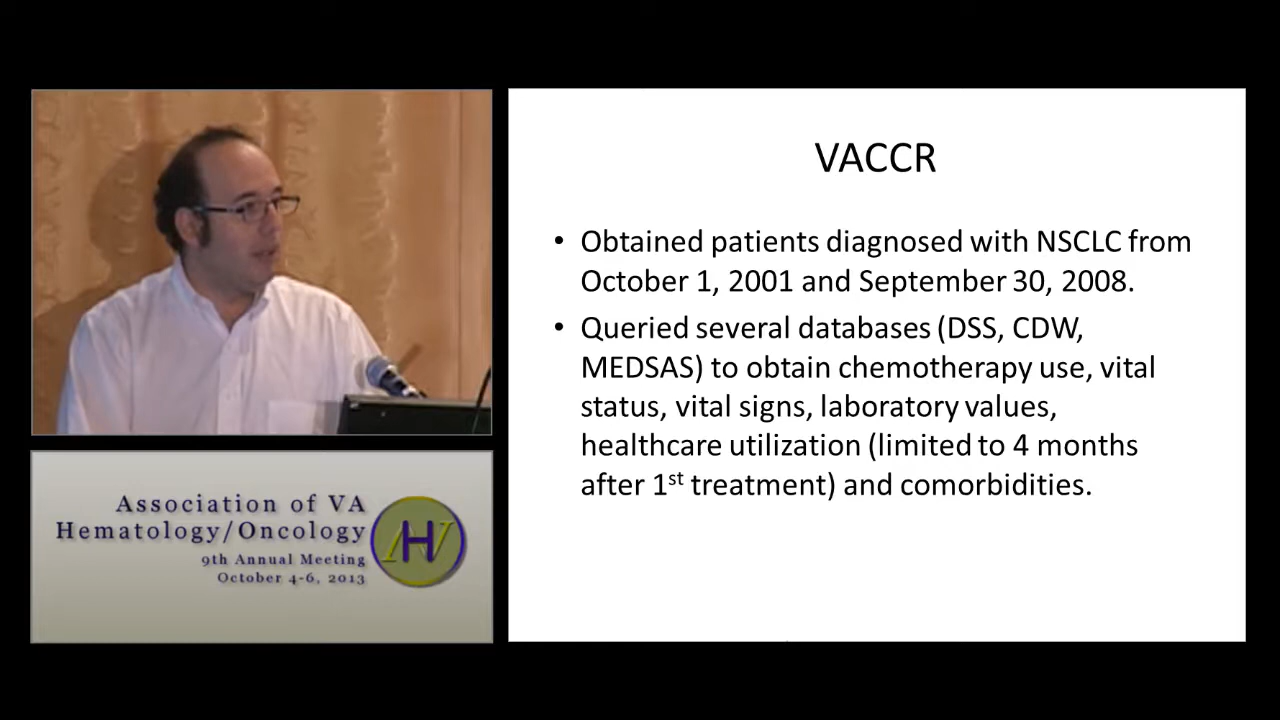 VACCR
• Obtained patients diagnosed with NSCLC from
October 1, 2001 and September 30, 2008.
• Queried several databases (DSS, CDW,
MEDSAS) to obtain chemotherapy use, vital
status, vital signs, laboratory values,
healthcare utilization (limited to 4 months
after 1st treatment) and comorbidities.
Association of VA
Hematology/Oncology
9th Annual Meeting
October 4-6, 2013
AHV